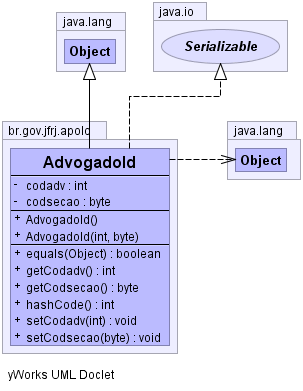 java.lang
Object
java.io
Serializable
br.gov.jfrj.apolo
AdvogadoId
- codadv : int
- codsecao : byte
+ AdvogadoId()
+ AdvogadoId(int, byte)
+ equals(Object) : boolean
+ getCodadv() : int
+ getCodsecao() : byte
+ hashCode() : int
+ setCodadv(int) : void
+ setCodsecao(byte) : void
java.lang
Object
yWorks UML Doclet